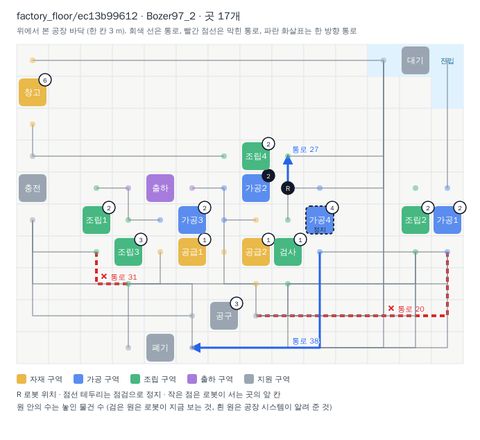 factory_floor/ec13b99612 · Bozer97_2 · 곳 17개
위에서 본 공장 바닥 (한 칸 3 m). 회색 선은 통로, 빨간 점선은 막힌 통로, 파란 화살표는 한 방향 통로
대기
창고 6
통로 27
조립4 2
충전
출하
가공2 2
R
조립1 2
가공3 2
가공4 4
조립2 2
가공1 2
조립3 3
공급1 1
공급2 1
검사 1
통로 31
공구 3
통로 20
폐기
통로 38
자재 구역
가공 구역
조립 구역
출하 구역
지원 구역
R 로봇 위치 · 점선 테두리는 점검으로 정지 · 작은 점은 로봇이 서는 곳의 앞 칸
원 안의 수는 놓인 물건 수 (검은 원은 로봇이 지금 보는 것, 흰 원은 공장 시스템이 알려 준 것)